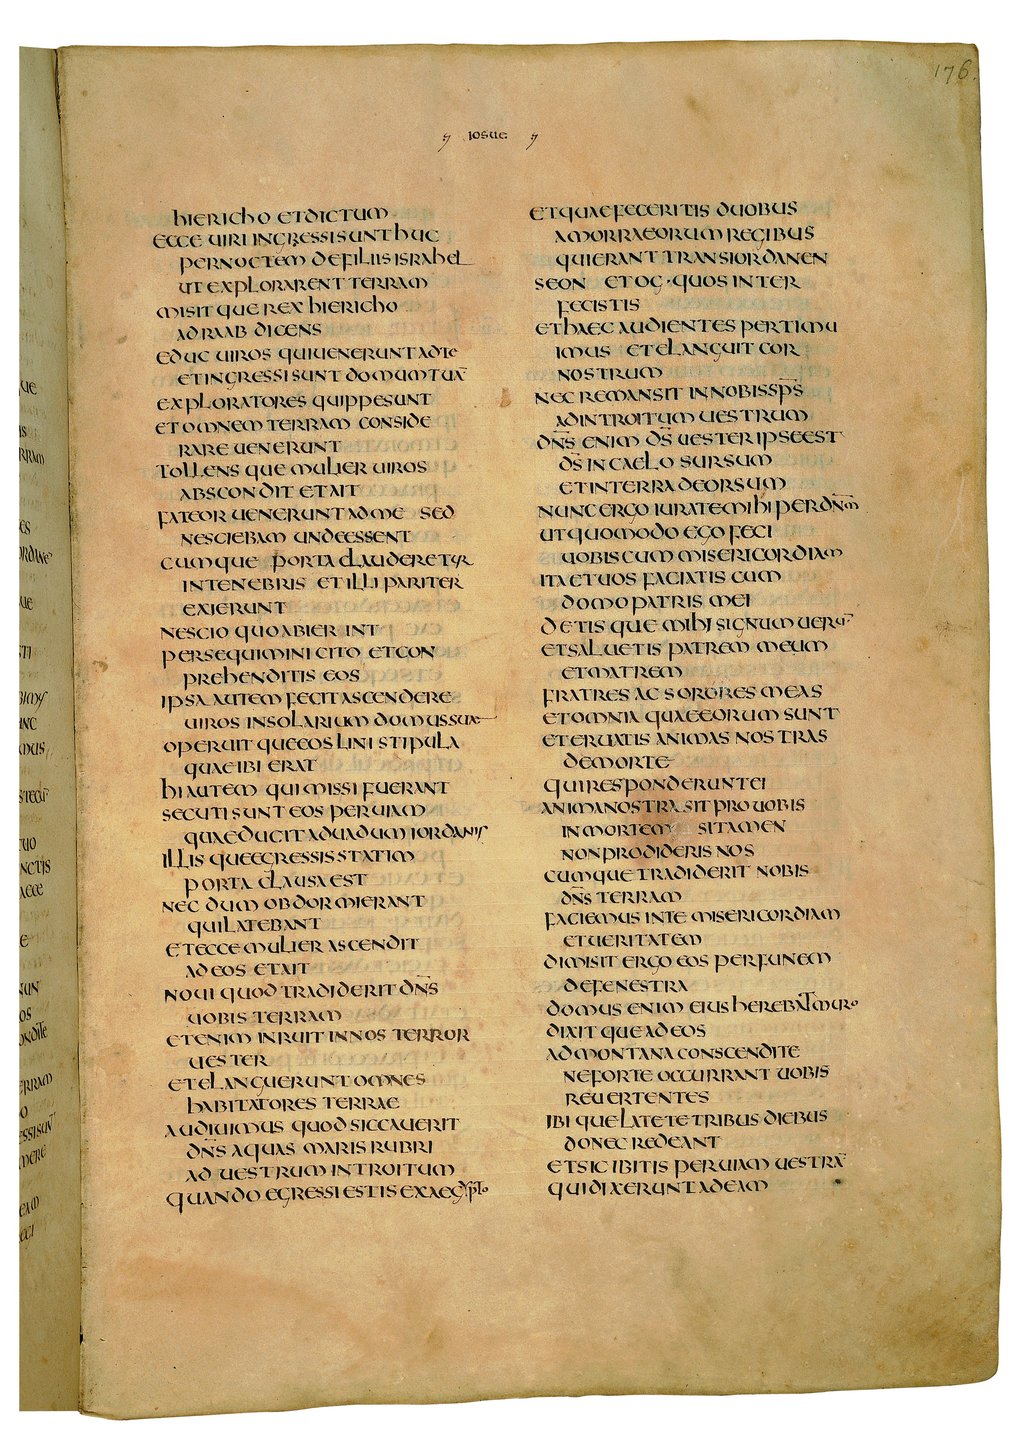 176.
IOSUE
hIERIChO ET DICTUM
ECCE UIRI INGRESSI SUNT hUC
PER NOCTEM DE FILIIS ISRAhEL
UT EXPLORARENT TERRAM
MISITQUE REX hIERIChO
AD RAAB DICENS
EDUC UIROS QUI UENERUNT AD TE
ET INGRESSI SUNT DOMUM TUĀ
EXPLORATORES QUIPPE SUNT
ET OMNEM TERRAM CONSIDE
RARE UENERUNT
TOLLENSQUE MULIER UIROS
ABSCONDIT ET AIT
FATEOR UENERUNT AD ME SED
NESCIEBAM UNDE ESSENT
CUMQUE PORTA CLAUDERETUR
IN TENEBRIS ET ILLI PARITER
EXIERUNT
NESCIO QUO ABIERINT
PERSEQUIMINI CITO ET CON
PREhENDITIS EOS
IPSA AUTEM FECIT ASCENDERE
UIROS IN SOLARIUM DOMUS SUAE
OPERUITQUE EOS LINI STIPULA
QUAE IBI ERAT
hI AUTEM QUI MISSI FUERANT
SECUTI SUNT EOS PER UIAM
QUAE DUCIT AD UADUM IORDANIS
ILLISQUE EGRESSIS STATIM
PORTA CLAUSA EST
NECDUM OBDORMIERANT
QUI LATEBANT
ET ECCE MULIER ASCENDIT
AD EOS ET AIT
NOUI QUOD TRADIDERIT DN̄S
UOBIS TERRAM
ETENIM INRUIT IN NOS TERROR
UESTER
ET ELANGUERUNT OMNES
hABITATORES TERRAE
AUDIUIMUS QUOD SICCAUERIT
DN̄S AQUAS MARIS RUBRI
AD UESTRUM INTROITUM
QUANDO EGRESSI ESTIS EX AEGYPTO
ET QUAE FECERITIS DUOBUS
AMORRAEORUM REGIBUS
QUI ERANT TRANS IORDANEN
SEON ET OG · QUOS INTER
FECISTIS
ET hAEC AUDIENTES PERTIMU
IMUS ET ELANGUIT COR
NOSTRUM
NEC REMANSIT IN NOBIS SPS̄
AD INTROITUM UESTRUM
DN̄S ENIM DS̄ UESTER IPSE EST
DS̄ IN CAELO SURSUM
ET IN TERRA DEORSUM
NUNC ERGO IURATE MIhI PER DN̄M
UT QUOMODO EGO FECI
UOBISCUM MISERICORDIAM
ITA ET UOS FACIATIS CUM
DOMO PATRIS MEI
DETISQUE MIhI SIGNUM UERŪ
ET SALUETIS PATREM MEUM
ET MATREM
FRATRES AC SORORES MEAS
ET OMNIA QUAE EORUM SUNT
ET ERUATIS ANIMAS NOSTRAS
DE MORTE
QUI RESPONDERUNT EI
ANIMA NOSTRA SIT PRO UOBIS
IN MORTEM SI TAMEN
NON PRODIDERIS NOS
CUMQUE TRADIDERIT NOBIS
DN̄S TERRAM
FACIEMUS IN TE MISERICORDIAM
ET UERITATEM
DIMISIT ERGO EOS PER FUNEM
DE FENESTRA
DOMUS ENIM EIUS hEREBAT MURO
DIXITQUE AD EOS
AD MONTANA CONSCENDITE
NE FORTE OCCURRANT UOBIS
REUERTENTES
IBIQUE LATETE TRIBUS DIEBUS
DONEC REDEANT
ET SIC IBITIS PER UIAM UESTRĀ
QUI DIXERUNT AD EAM